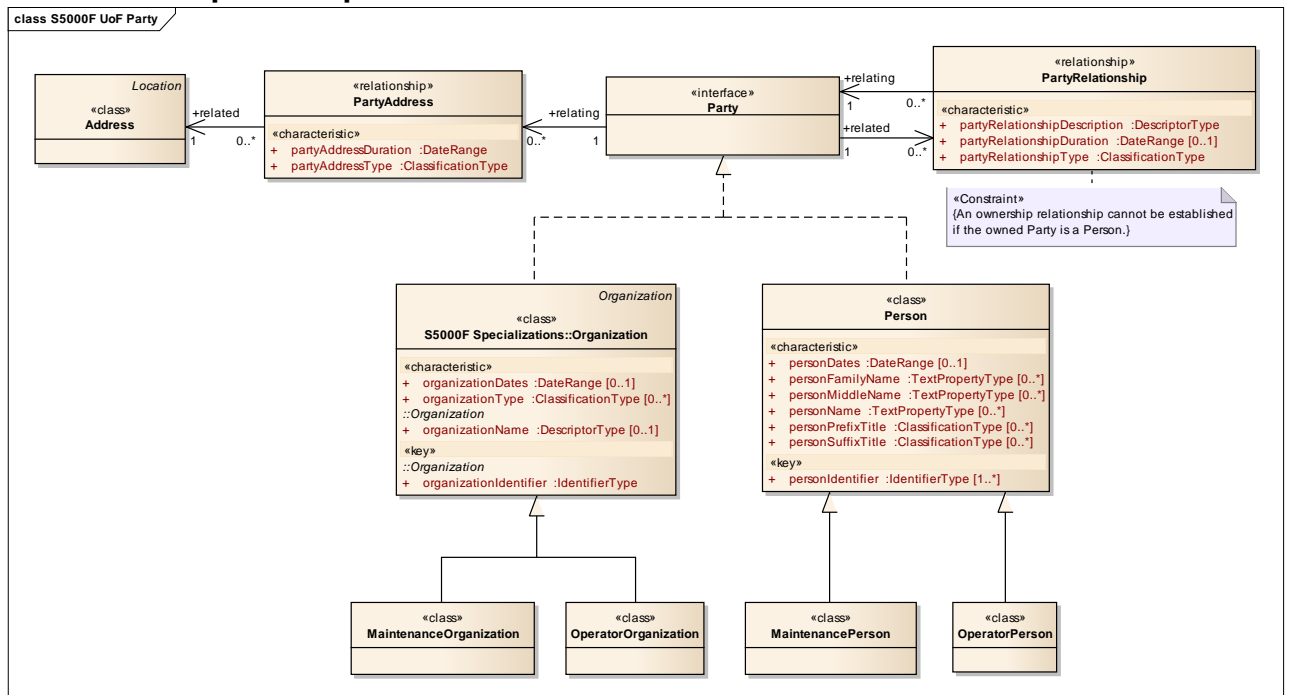 class S5000F UoF Party
Location
«class»
Address
+related
1
0..*
«relationship»
PartyAddress
«characteristic»
+ partyAddressDuration :DateRange
+ partyAddressType :ClassificationType
+relating
0..*
1
«interface»
Party
+relating
1
0..*
+related
1
0..*
«relationship»
PartyRelationship
«characteristic»
+ partyRelationshipDescription :DescriptorType
+ partyRelationshipDuration :DateRange [0..1]
+ partyRelationshipType :ClassificationType
«Constraint»
{An ownership relationship cannot be established
if the owned Party is a Person.}
Organization
«class»
S5000F Specializations::Organization
«characteristic»
+ organizationDates :DateRange [0..1]
+ organizationType :ClassificationType [0..*]
::Organization
+ organizationName :DescriptorType [0..1]
«key»
::Organization
+ organizationIdentifier :IdentifierType
«class»
Person
«characteristic»
+ personDates :DateRange [0..1]
+ personFamilyName :TextPropertyType [0..*]
+ personMiddleName :TextPropertyType [0..*]
+ personName :TextPropertyType [0..*]
+ personPrefixTitle :ClassificationType [0..*]
+ personSuffixTitle :ClassificationType [0..*]
«key»
+ personIdentifier :IdentifierType [1..*]
«class»
MaintenanceOrganization
«class»
OperatorOrganization
«class»
MaintenancePerson
«class»
OperatorPerson